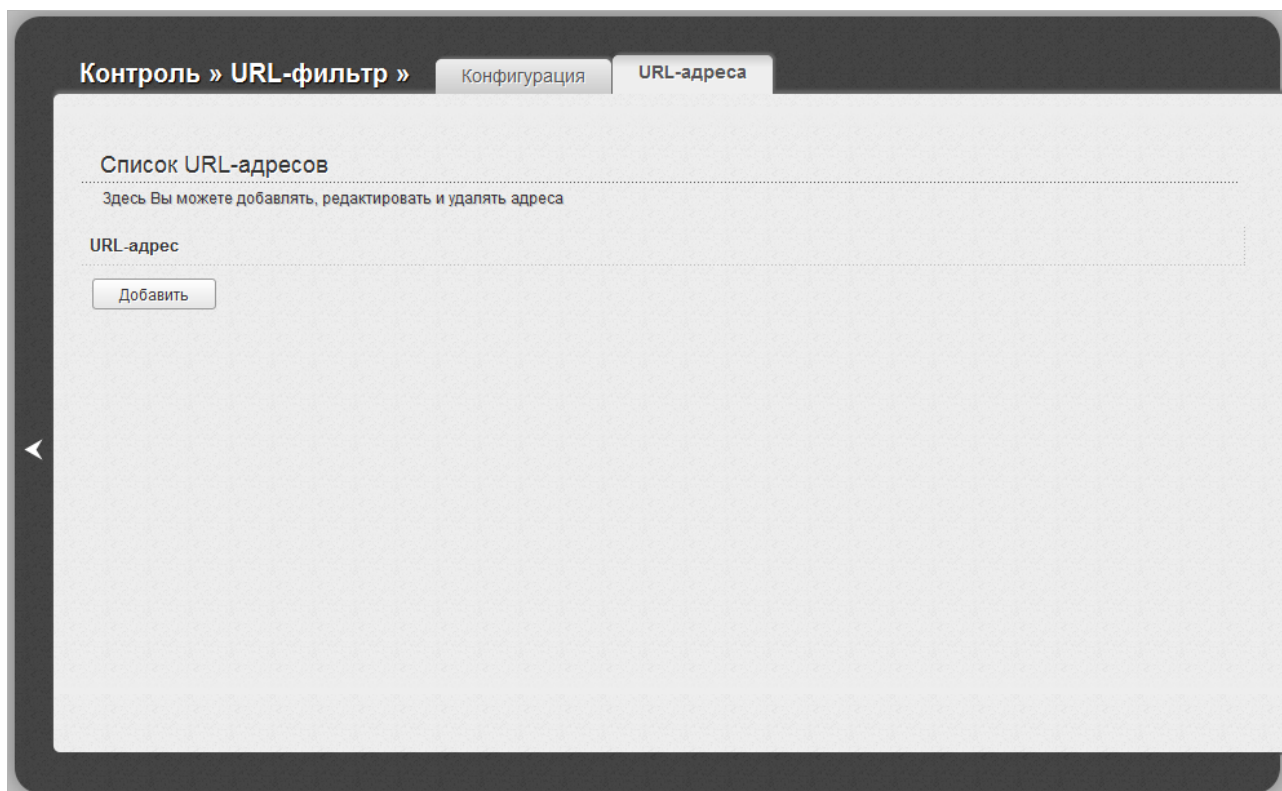 Контроль » URL-фильтр » Конфигурация URL-адреса
Список URL-адресов
Здесь Вы можете добавлять, редактировать и удалять адреса
URL-адрес
Добавить